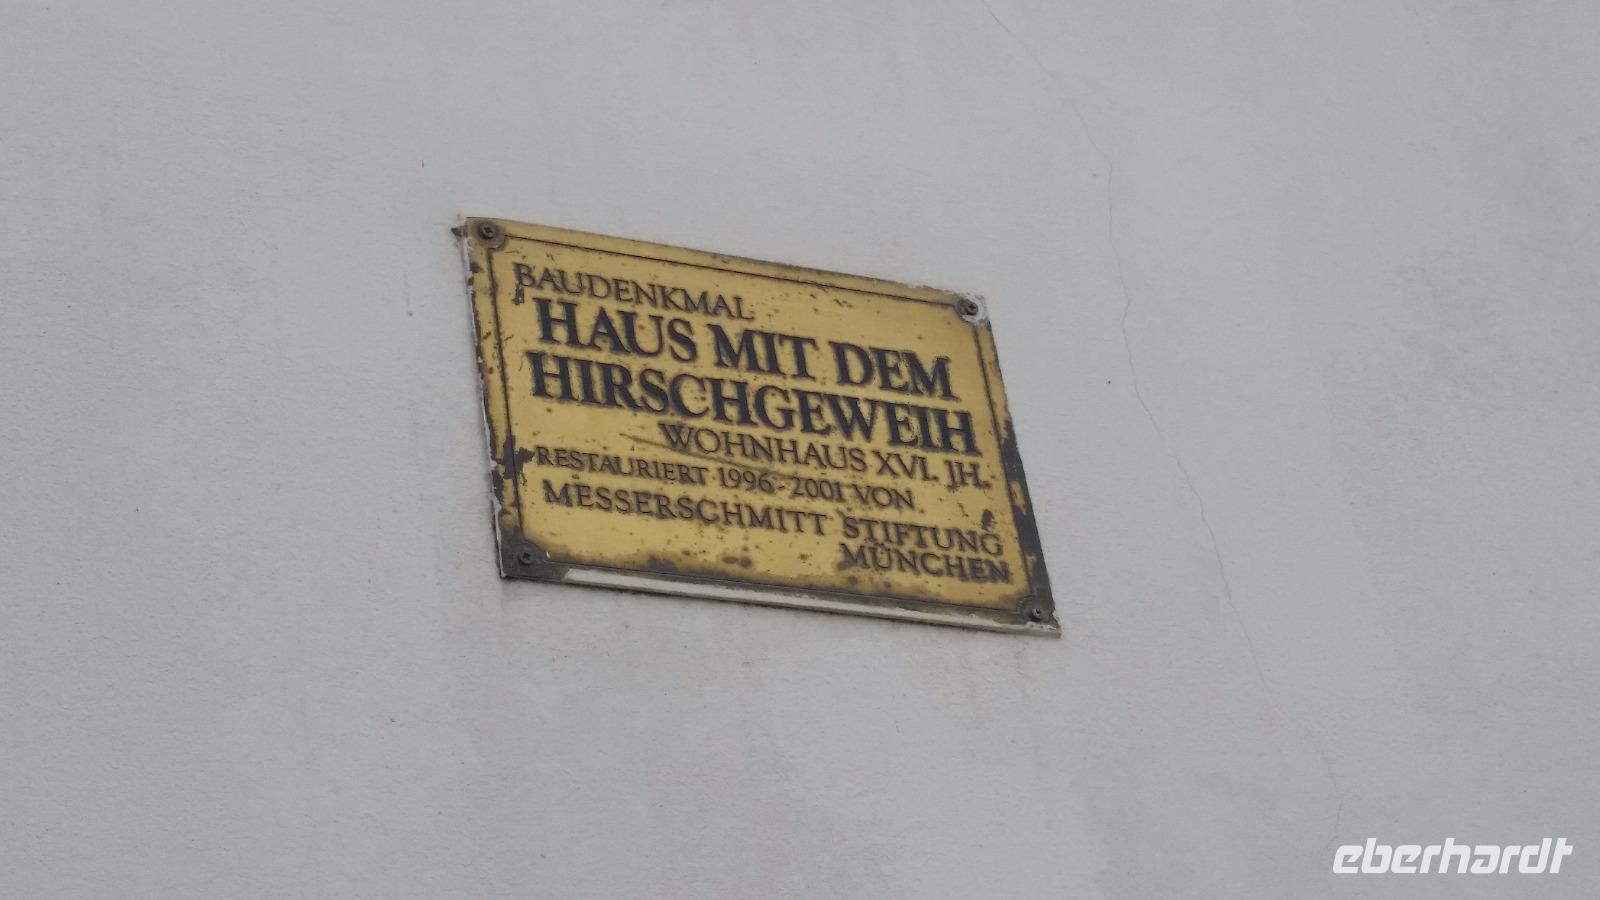 BAUDENKMAL
HAUS MIT DEM
HIRSCHGEWEIH
WOHNHAUS XVI. JH.
RESTAURIERT 1996-2001 VON
MESSERSCHMITT STIFTUNG
MÜNCHEN
eberhardt